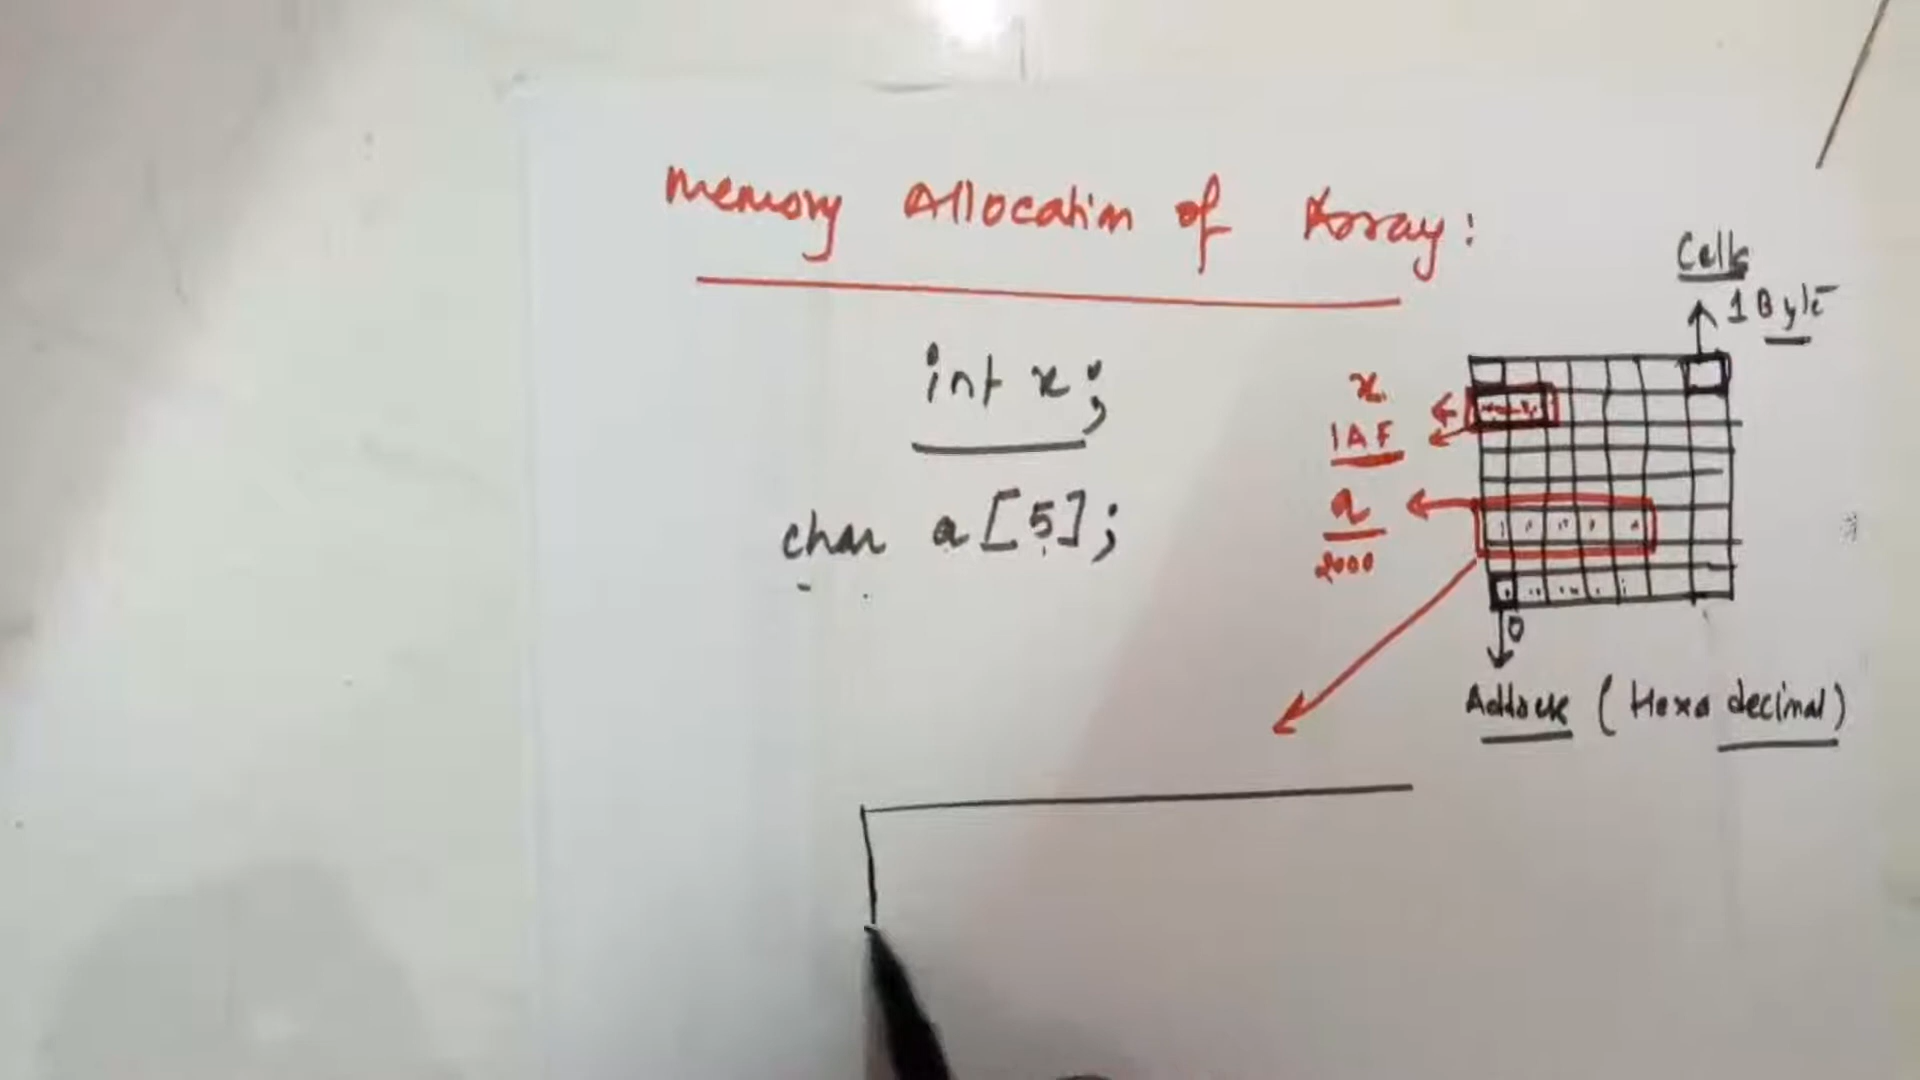 Memory Allocation of Array:
Cells
1 Byte
int x;
x
1AF
char a[5];
a
2000
0
Address (Hexa decimal)